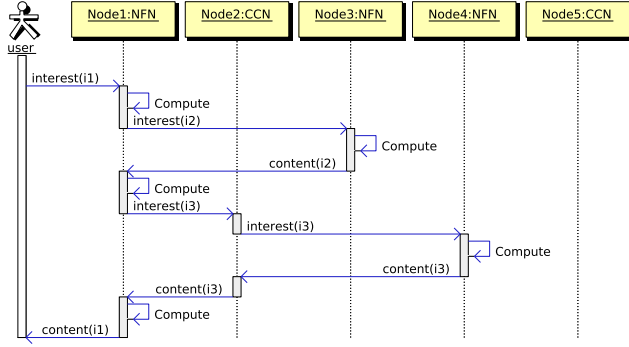 Node1:NFN Node2:CCN Node3:NFN Node4:NFN Node5:CCN
user
interest(i1)
Compute
interest(i2)
Compute
content(i2)
Compute
interest(i3)
interest(i3)
Compute
content(i3)
content(i3)
Compute
content(i1)